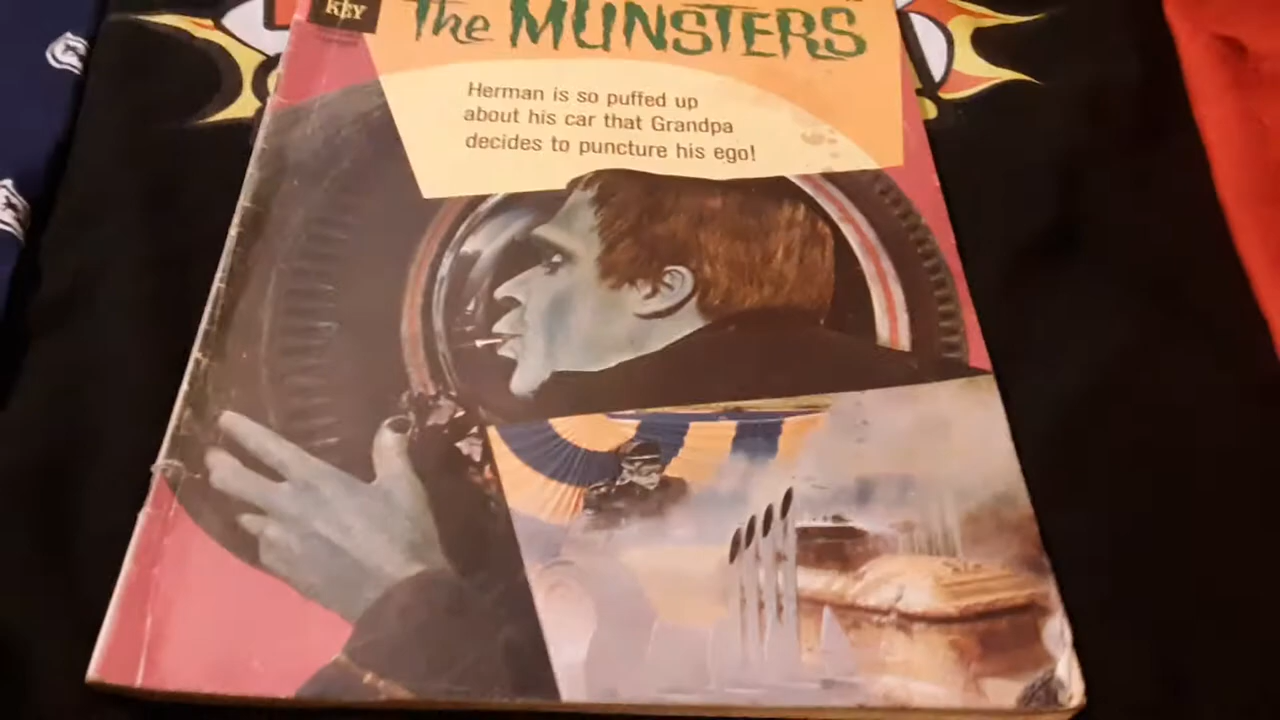 KEY
The MUNSTERS
Herman is so puffed up
about his car that Grandpa
decides to puncture his ego!